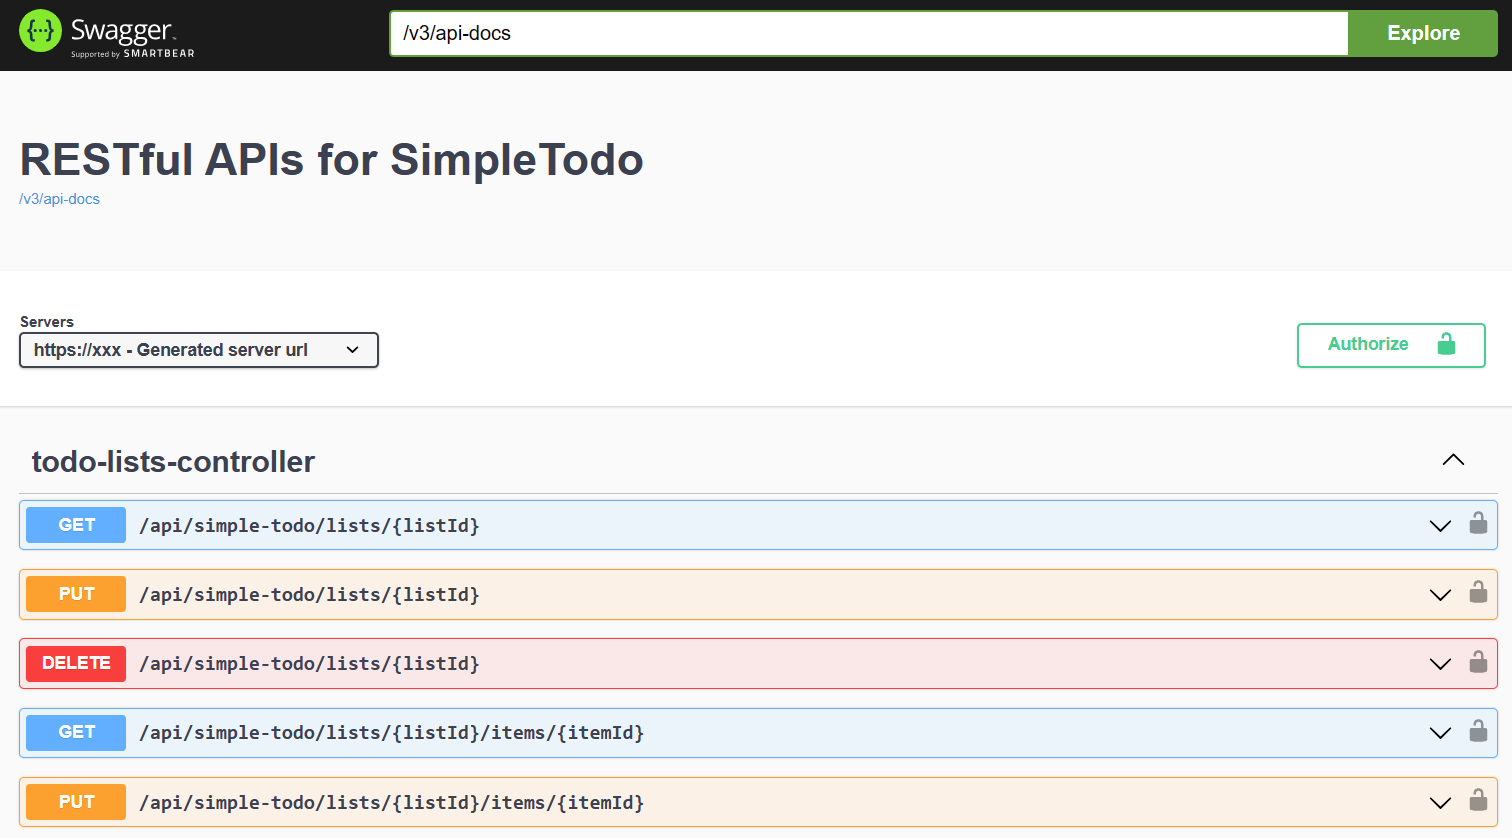 {···} Swagger™
Supported by SMARTBEAR
/v3/api-docs
Explore
RESTful APIs for SimpleTodo
/v3/api-docs
Servers
https://xxx - Generated server url
Authorize
todo-lists-controller
GET /api/simple-todo/lists/{listId}
PUT /api/simple-todo/lists/{listId}
DELETE /api/simple-todo/lists/{listId}
GET /api/simple-todo/lists/{listId}/items/{itemId}
PUT /api/simple-todo/lists/{listId}/items/{itemId}